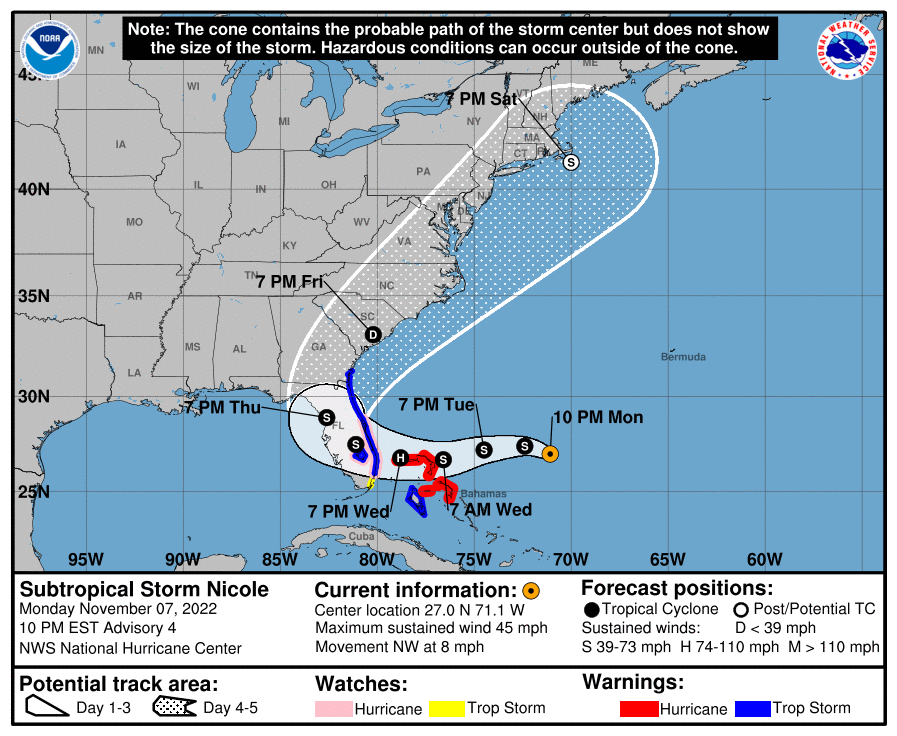 Note: The cone contains the probable path of the storm center but does not show
the size of the storm. Hazardous conditions can occur outside of the cone.
NOAA
NATIONAL WEATHER SERVICE
MN
ME
45N
WI
VT
7 PM Sat
NH
MI
NY
MA
IA
CT
S
PA
40N
IL
IN
OH
NJ
DE
MO
WV
VA
KY
TN
7 PM Fri
NC
35N
AR
SC
D
MS
AL
GA
Bermuda
LA
30N
7 PM Thu
7 PM Tue
10 PM Mon
S
FL
S
H
S
S
S
25N
Bahamas
7 PM Wed
7 AM Wed
Cuba
95W
90W
85W
80W
75W
70W
65W
60W
Subtropical Storm Nicole
Monday November 07, 2022
10 PM EST Advisory 4
NWS National Hurricane Center
Current information:
Center location 27.0 N 71.1 W
Maximum sustained wind 45 mph
Movement NW at 8 mph
Forecast positions:
Tropical Cyclone Post/Potential TC
Sustained winds: D < 39 mph
S 39-73 mph H 74-110 mph M > 110 mph
Potential track area:
Day 1-3 Day 4-5
Watches:
Hurricane Trop Storm
Warnings:
Hurricane Trop Storm